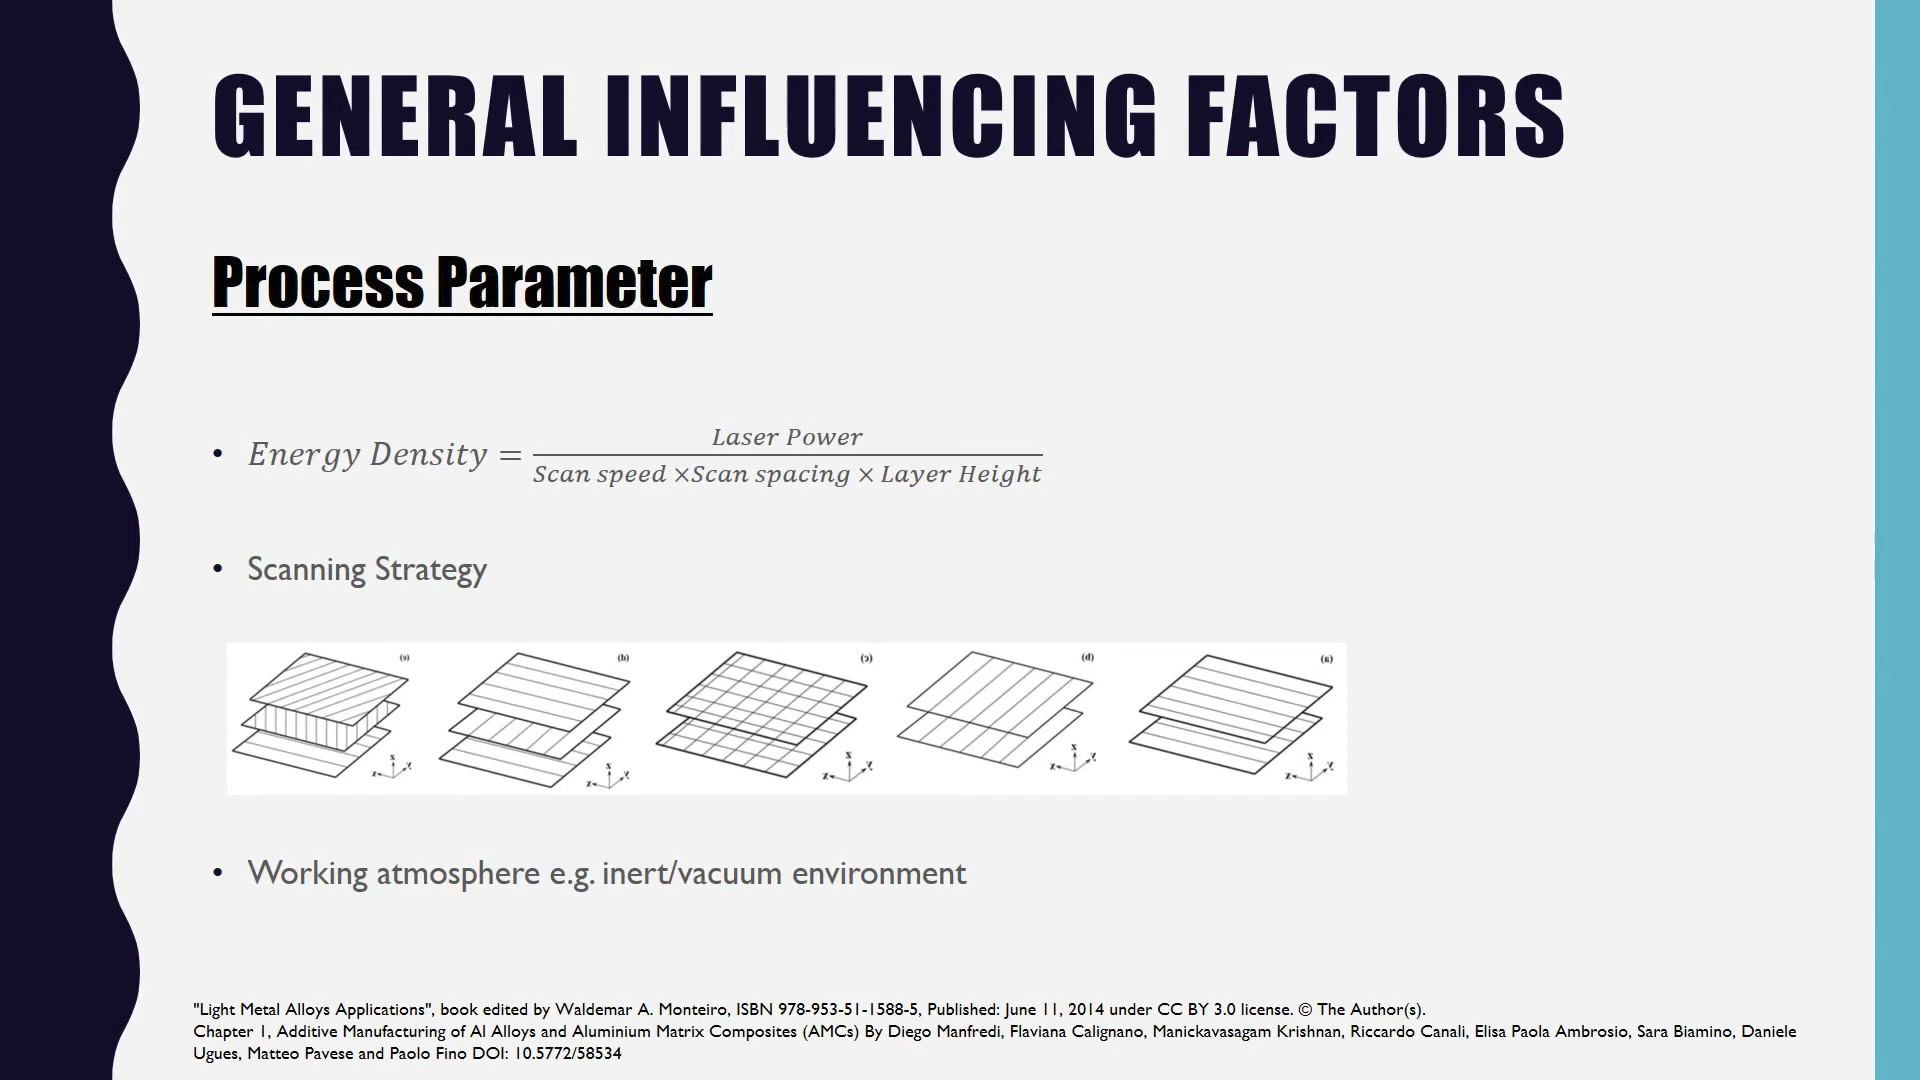 GENERAL INFLUENCING FACTORS
Process Parameter
• Energy Density = Laser Power / Scan speed ×Scan spacing × Layer Height
• Scanning Strategy
(e) (b) (c) (d) (a)
z y x z y x z y x z y x z y x
• Working atmosphere e.g. inert/vacuum environment
"Light Metal Alloys Applications", book edited by Waldemar A. Monteiro, ISBN 978-953-51-1588-5, Published: June 11, 2014 under CC BY 3.0 license. © The Author(s).
Chapter 1, Additive Manufacturing of Al Alloys and Aluminium Matrix Composites (AMCs) By Diego Manfredi, Flaviana Calignano, Manickavasagam Krishnan, Riccardo Canali, Elisa Paola Ambrosio, Sara Biamino, Daniele
Ugues, Matteo Pavese and Paolo Fino DOI: 10.5772/58534